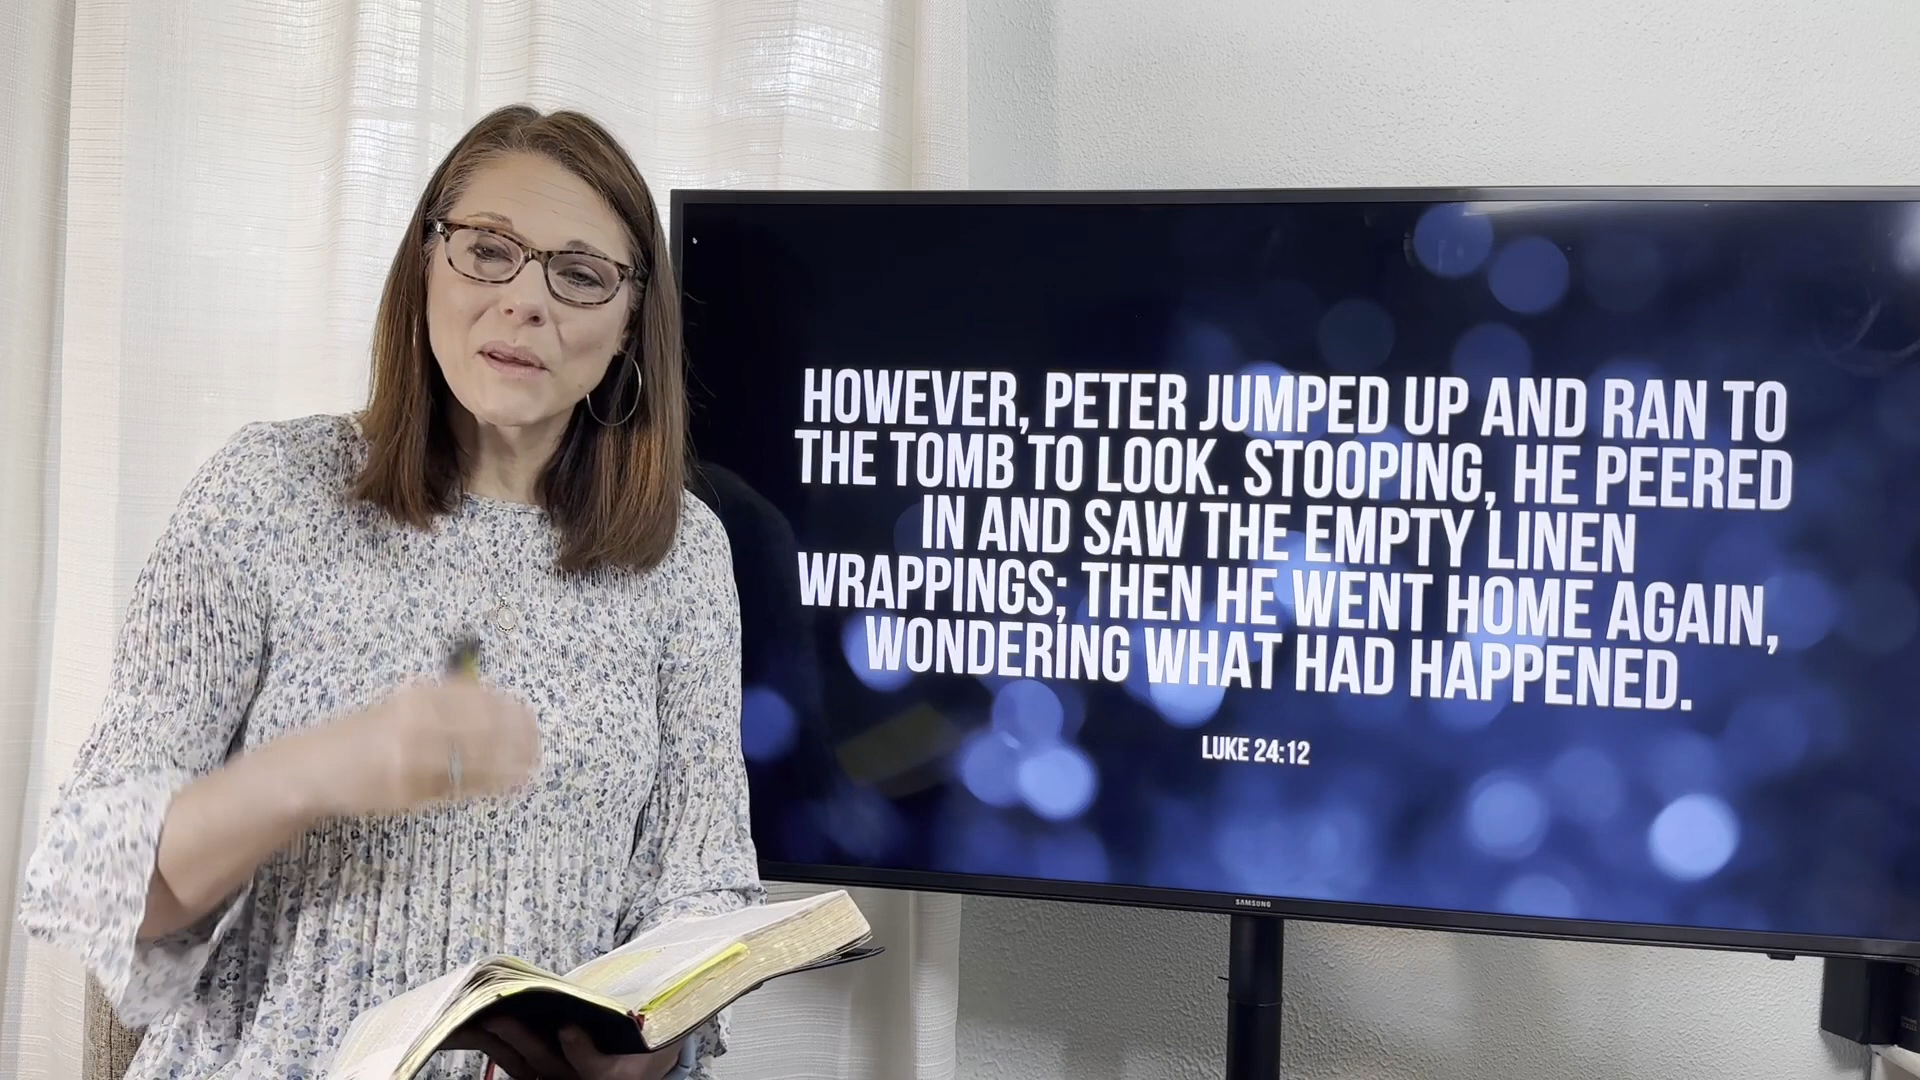 HOWEVER, PETER JUMPED UP AND RAN TO
THE TOMB TO LOOK. STOOPING, HE PEERED
IN AND SAW THE EMPTY LINEN
WRAPPINGS; THEN HE WENT HOME AGAIN,
WONDERING WHAT HAD HAPPENED.
LUKE 24:12
SAMSUNG